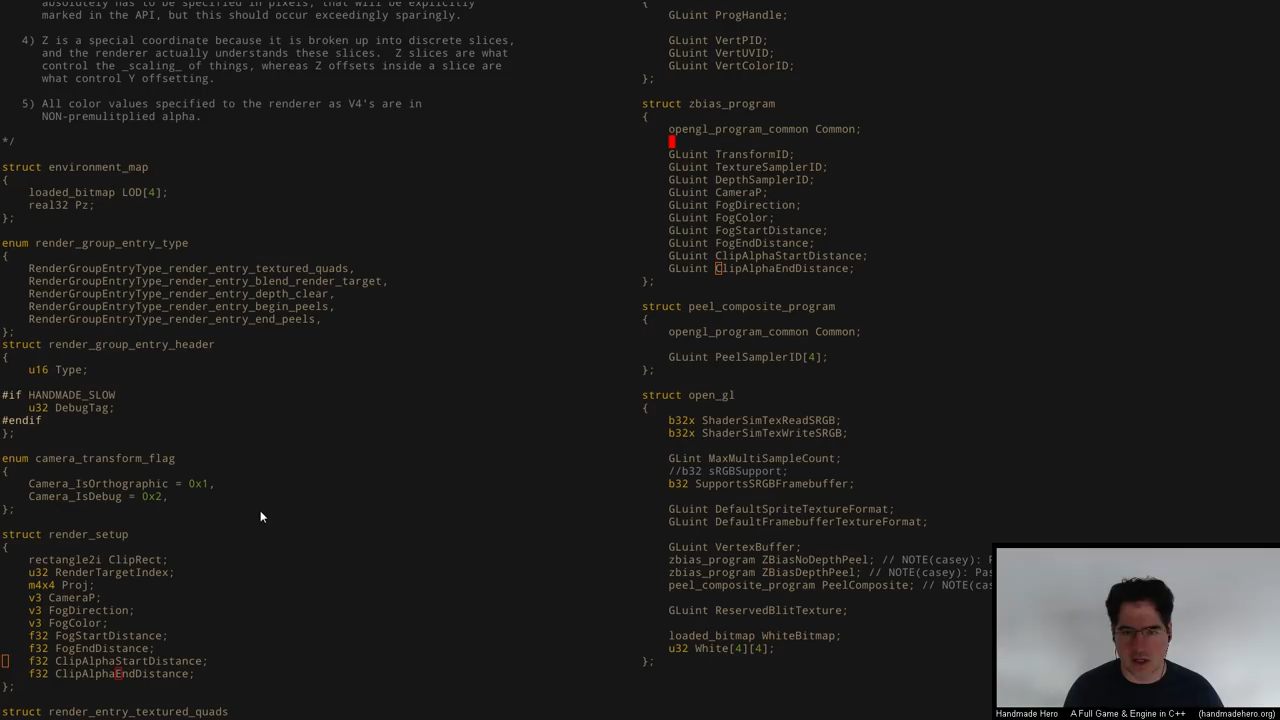 absolutely has to be specified in pixels, that will be explicitly
marked in the API, but this should occur exceedingly sparingly.
4) Z is a special coordinate because it is broken up into discrete slices,
and the renderer actually understands these slices.  Z slices are what
control the _scaling_ of things, whereas Z offsets inside a slice are
what control Y offsetting.
5) All color values specified to the renderer as V4's are in
NON-premulitplied alpha.
*/
struct environment_map
{
loaded_bitmap LOD[4];
real32 Pz;
};
enum render_group_entry_type
{
RenderGroupEntryType_render_entry_textured_quads,
RenderGroupEntryType_render_entry_blend_render_target,
RenderGroupEntryType_render_entry_depth_clear,
RenderGroupEntryType_render_entry_begin_peels,
RenderGroupEntryType_render_entry_end_peels,
};
struct render_group_entry_header
{
u16 Type;
#if HANDMADE_SLOW
u32 DebugTag;
#endif
};
enum camera_transform_flag
{
Camera_IsOrthographic = 0x1,
Camera_IsDebug = 0x2,
};
struct render_setup
{
rectangle2i ClipRect;
u32 RenderTargetIndex;
m4x4 Proj;
v3 CameraP;
v3 FogDirection;
v3 FogColor;
f32 FogStartDistance;
f32 FogEndDistance;
f32 ClipAlphaStartDistance;
f32 ClipAlphaEndDistance;
};
struct render_entry_textured_quads
{
GLuint ProgHandle;
GLuint VertPID;
GLuint VertUVID;
GLuint VertColorID;
};
struct zbias_program
{
opengl_program_common Common;
GLuint TransformID;
GLuint TextureSamplerID;
GLuint DepthSamplerID;
GLuint CameraP;
GLuint FogDirection;
GLuint FogColor;
GLuint FogStartDistance;
GLuint FogEndDistance;
GLuint ClipAlphaStartDistance;
GLuint ClipAlphaEndDistance;
};
struct peel_composite_program
{
opengl_program_common Common;
GLuint PeelSamplerID[4];
};
struct open_gl
{
b32x ShaderSimTexReadSRGB;
b32x ShaderSimTexWriteSRGB;
GLint MaxMultiSampleCount;
//b32 sRGBSupport;
b32 SupportsSRGBFramebuffer;
GLuint DefaultSpriteTextureFormat;
GLuint DefaultFramebufferTextureFormat;
GLuint VertexBuffer;
zbias_program ZBiasNoDepthPeel; // NOTE(casey): P
zbias_program ZBiasDepthPeel; // NOTE(casey): Pas
peel_composite_program PeelComposite; // NOTE(cas
GLuint ReservedBlitTexture;
loaded_bitmap WhiteBitmap;
u32 White[4][4];
};
Handmade Hero A Full Game & Engine in C++ (handmadehero.org)